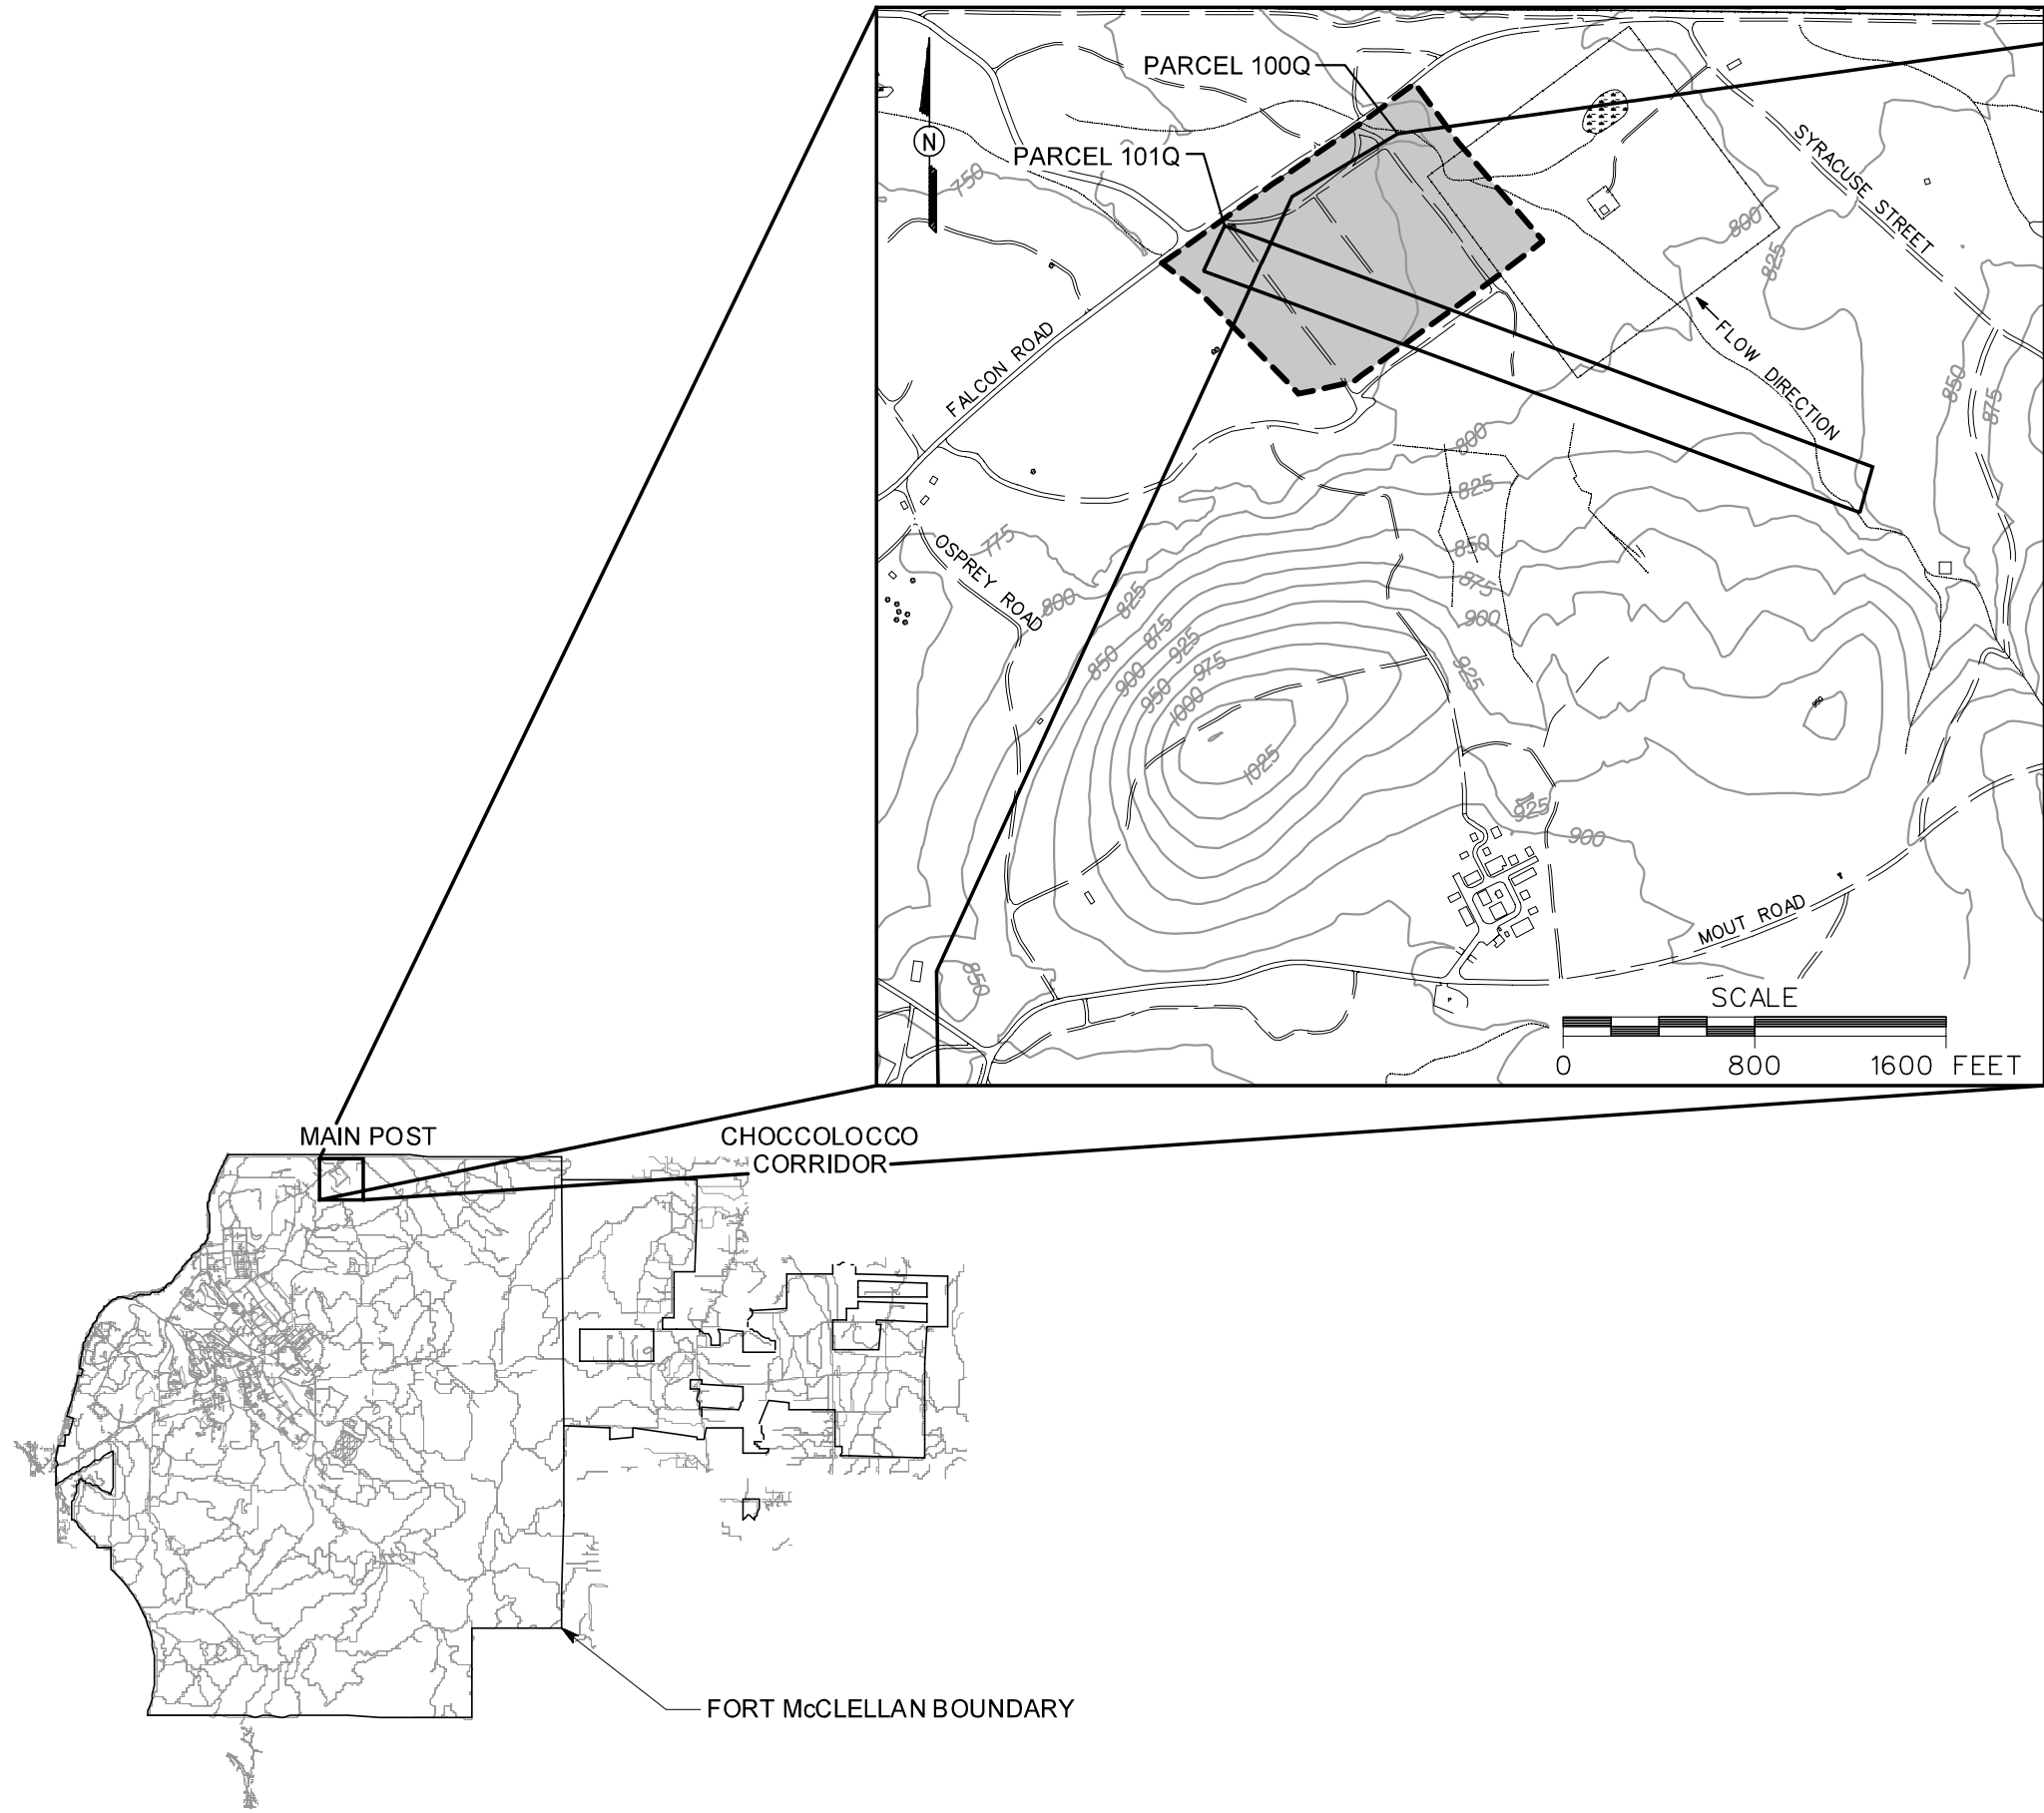 PARCEL 100Q
N
PARCEL 101Q
SYRACUSE STREET
750
800
825
FALCON ROAD
FLOW DIRECTION
850
875
800
825
OSPREY ROAD
775
850
875
900
800
825
850
875
900
925
950
975
1000
925
1025
925
900
MOUT ROAD
850
SCALE
0
800
1600 FEET
MAIN POST
CHOCCOLOCCO
CORRIDOR
FORT McCLELLAN BOUNDARY